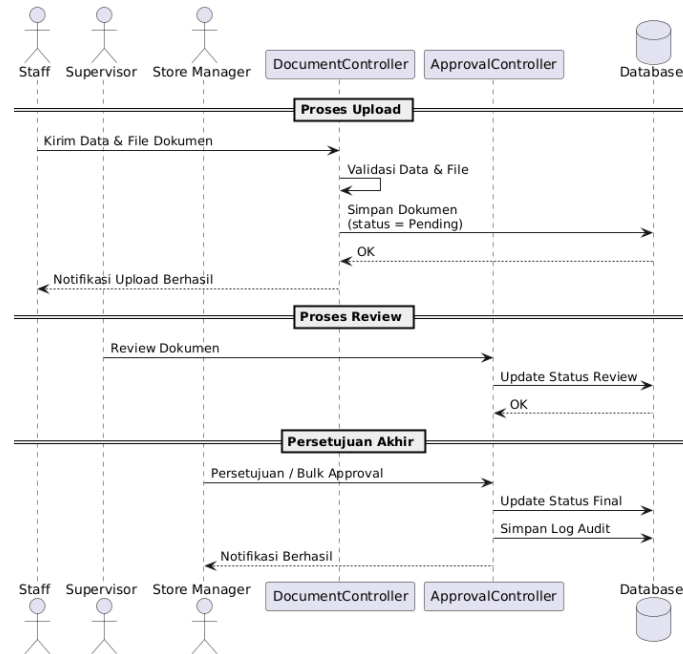 Staff Supervisor Store Manager DocumentController ApprovalController Database
Proses Upload
Kirim Data & File Dokumen
Validasi Data & File
Simpan Dokumen
(status = Pending)
OK
Notifikasi Upload Berhasil
Proses Review
Review Dokumen
Update Status Review
OK
Persetujuan Akhir
Persetujuan / Bulk Approval
Update Status Final
Simpan Log Audit
Notifikasi Berhasil
Staff Supervisor Store Manager DocumentController ApprovalController Database